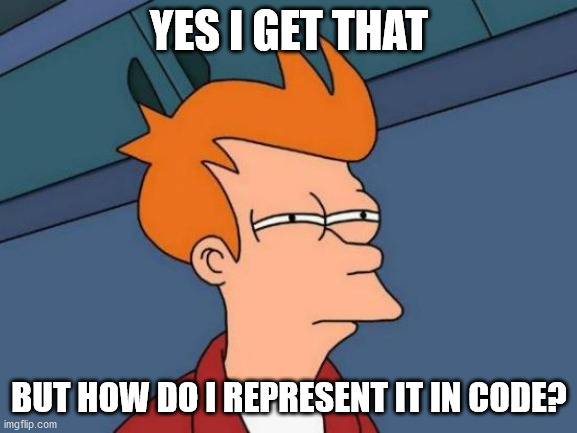 YES I GET THAT
BUT HOW DO I REPRESENT IT IN CODE?
imgflip.com